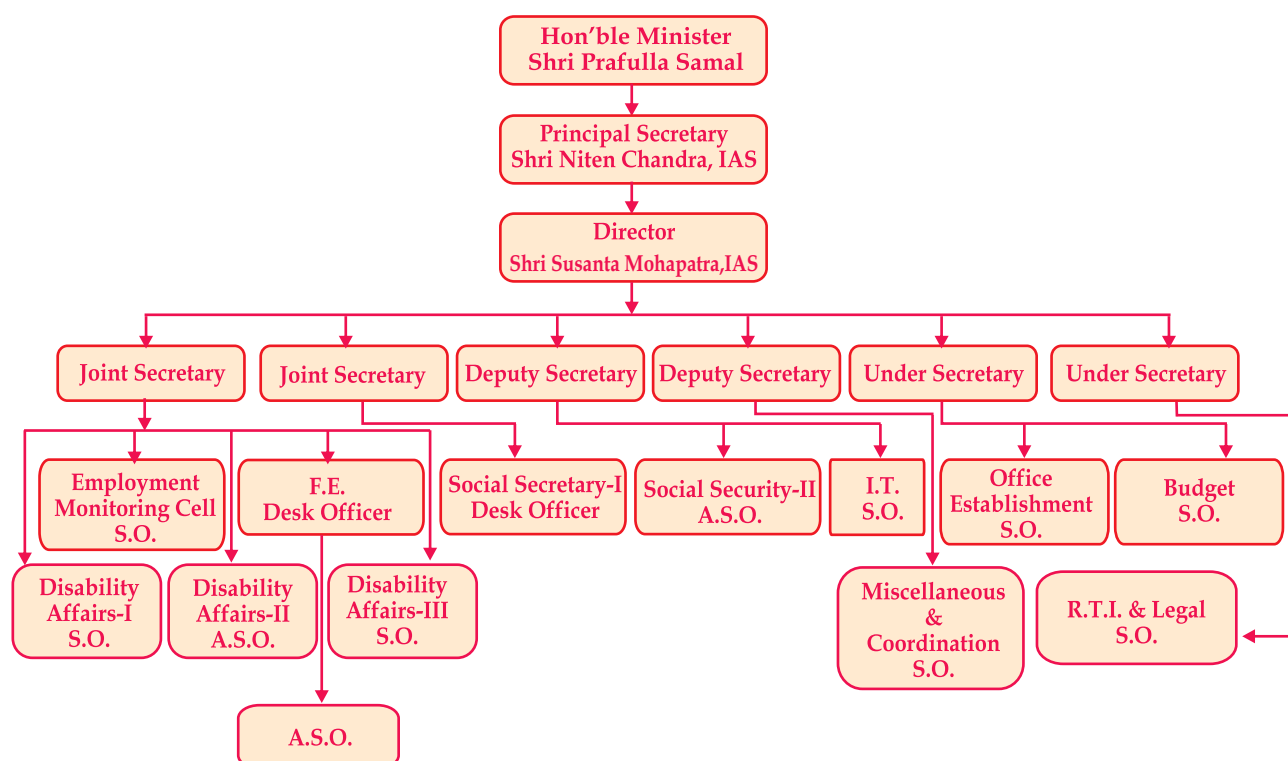 Hon’ble Minister
Shri Prafulla Samal
Principal Secretary
Shri Niten Chandra, IAS
Director
Shri Susanta Mohapatra,IAS
Joint Secretary
Joint Secretary
Deputy Secretary
Deputy Secretary
Under Secretary
Under Secretary
Employment
Monitoring Cell
S.O.
F.E.
Desk Officer
Social Secretary-I
Desk Officer
Social Security-II
A.S.O.
I.T.
S.O.
Office
Establishment
S.O.
Budget
S.O.
Disability
Affairs-I
S.O.
Disability
Affairs-II
A.S.O.
Disability
Affairs-III
S.O.
Miscellaneous
&
Coordination
S.O.
R.T.I. & Legal
S.O.
A.S.O.